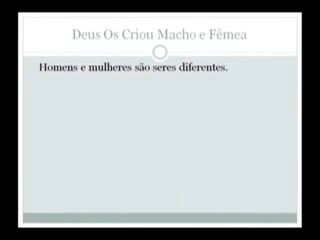 Deus Os Criou Macho e Fêmea
Homens e mulheres são seres diferentes.